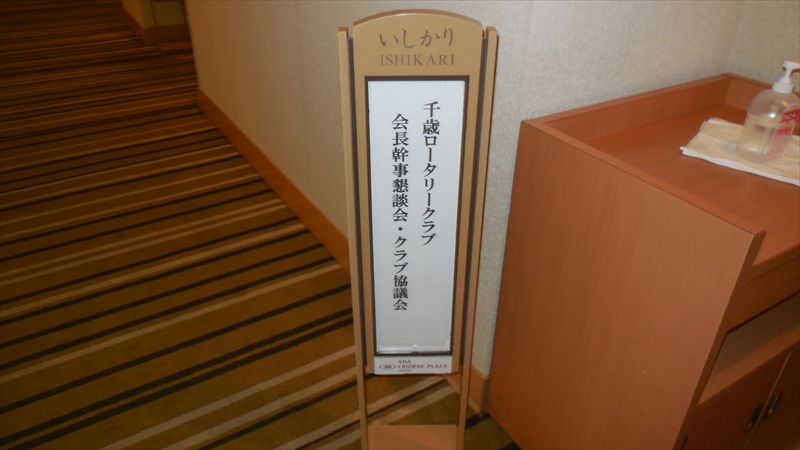 いしかり
ISHIKARI
千歳ロータリークラブ
会長幹事懇談会・クラブ協議会
ANA
CROWNE PLAZA